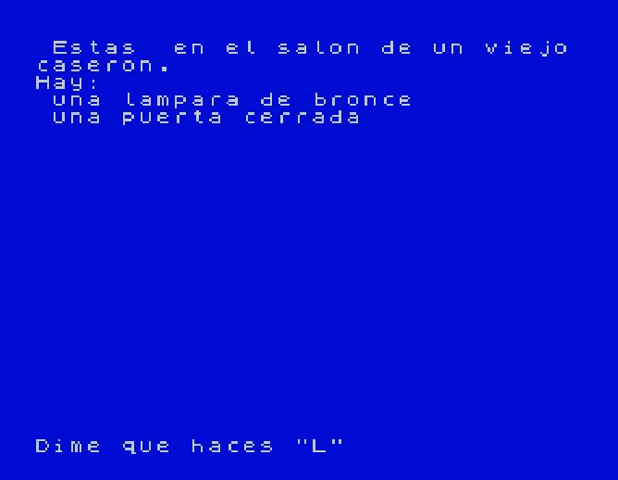 Estas  en el salon de un viejo
caseron.
Hay:
una lampara de bronce
una puerta cerrada
Dime que haces "L"